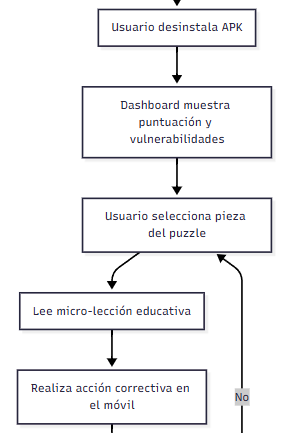 Usuario desinstala APK
Dashboard muestra
puntuación y
vulnerabilidades
Usuario selecciona pieza
del puzzle
Lee micro-lección educativa
Realiza acción correctiva en
el móvil
No